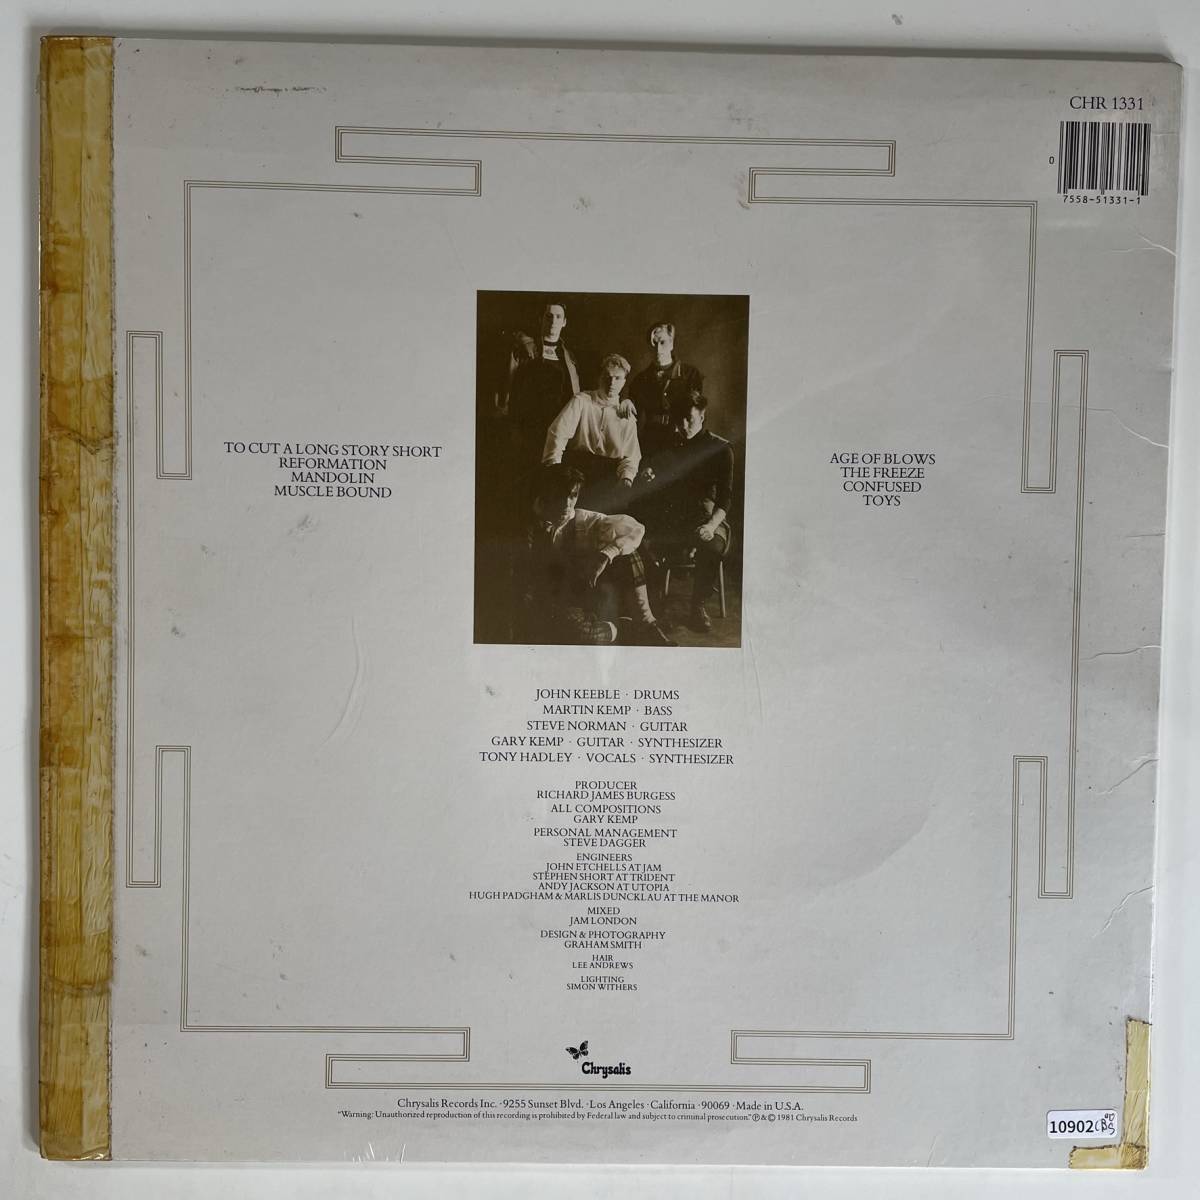 CHR 1331
0
7558-51331-1
TO CUT A LONG STORY SHORT
REFORMATION
MANDOLIN
MUSCLE BOUND
AGE OF BLOWS
THE FREEZE
CONFUSED
TOYS
JOHN KEEBLE · DRUMS
MARTIN KEMP · BASS
STEVE NORMAN · GUITAR
GARY KEMP · GUITAR · SYNTHESIZER
TONY HADLEY · VOCALS · SYNTHESIZER
PRODUCER
RICHARD JAMES BURGESS
ALL COMPOSITIONS
GARY KEMP
PERSONAL MANAGEMENT
STEVE DAGGER
ENGINEERS
JOHN ETCHELLS AT JAM
STEPHEN SHORT AT TRIDENT
ANDY JACKSON AT UTOPIA
HUGH PADGHAM & MARLIS DUNCKLAU AT THE MANOR
MIXED
JAM LONDON
DESIGN & PHOTOGRAPHY
GRAHAM SMITH
HAIR
LEE ANDREWS
LIGHTING
SIMON WITHERS
Chrysalis
Chrysalis Records Inc. · 9255 Sunset Blvd. · Los Angeles · California · 90069 · Made in U.S.A.
"Warning: Unauthorized reproduction of this recording is prohibited by Federal law and subject to criminal prosecution." ℗ & © 1981 Chrysalis Records
10902